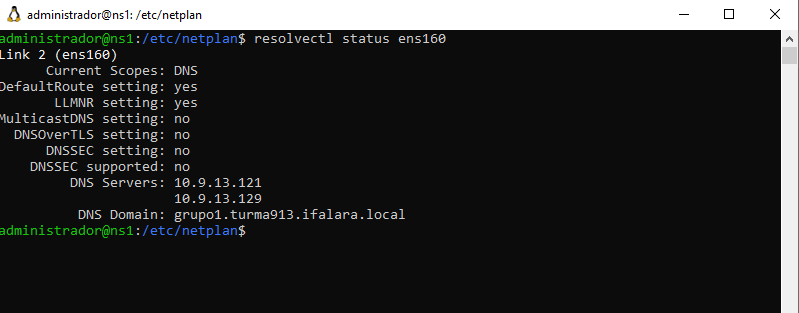 administrador@ns1: /etc/netplan
administrador@ns1:/etc/netplan$ resolvectl status ens160
Link 2 (ens160)
Current Scopes: DNS
DefaultRoute setting: yes
LLMNR setting: yes
MulticastDNS setting: no
DNSOverTLS setting: no
DNSSEC setting: no
DNSSEC supported: no
DNS Servers: 10.9.13.121
10.9.13.129
DNS Domain: grupo1.turma913.ifalara.local
administrador@ns1:/etc/netplan$